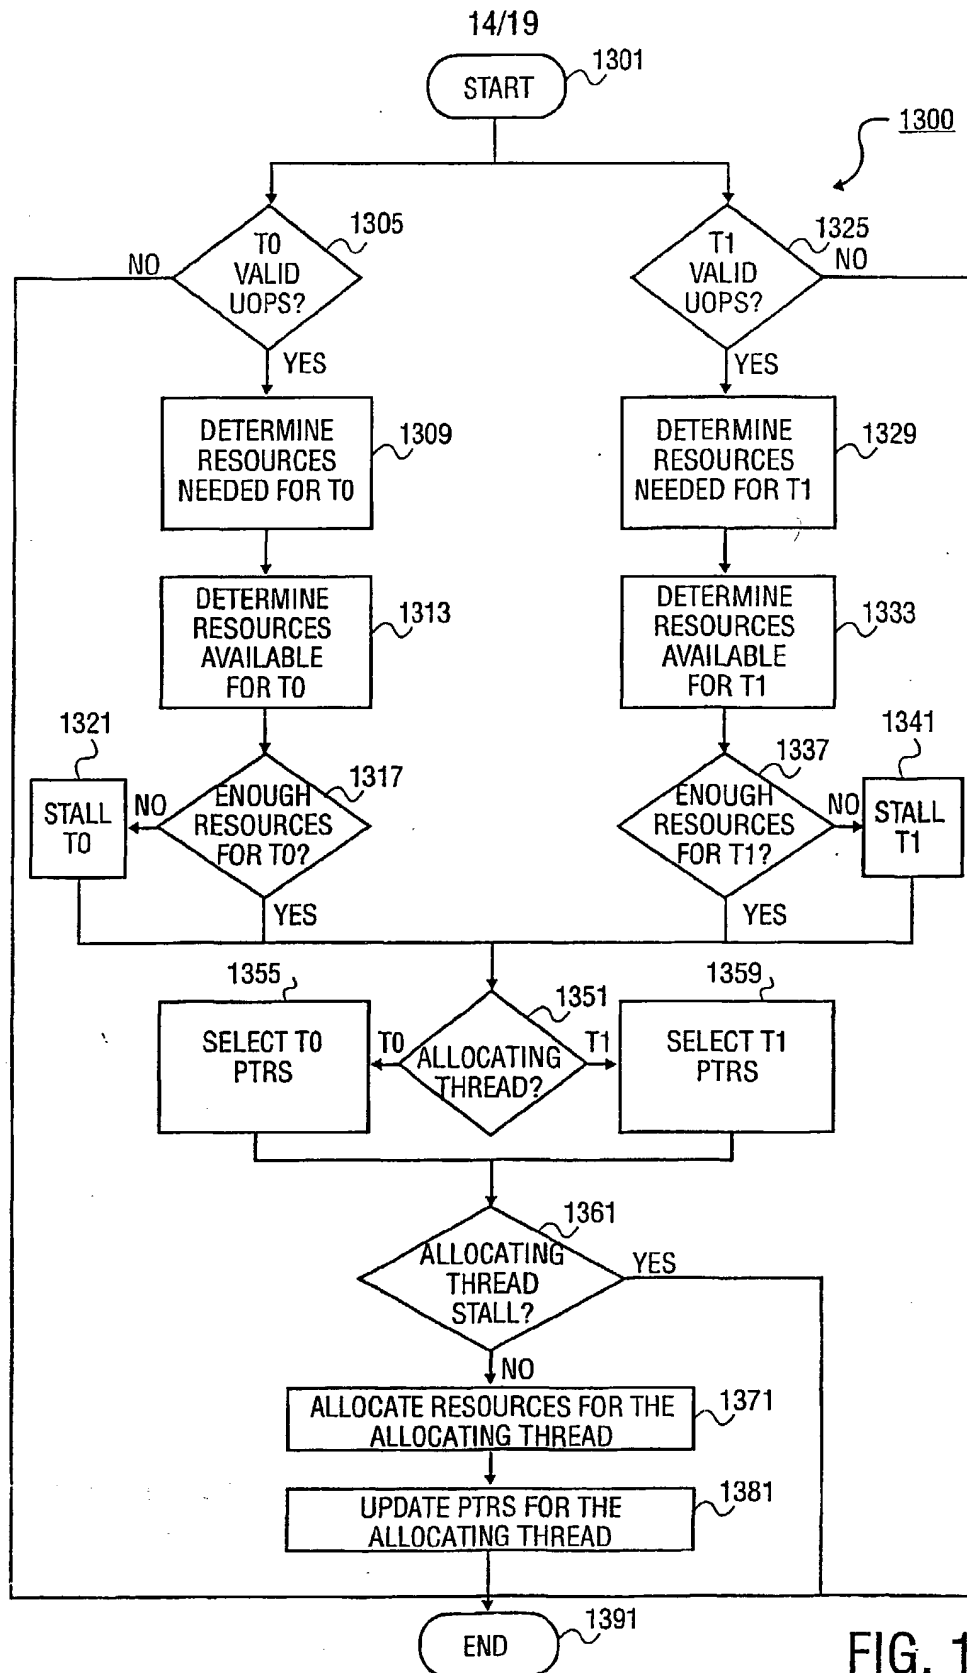 14/19
START
1301
1300
T0
VALID
UOPS?
1305
NO
YES
T1
VALID
UOPS?
1325
NO
YES
DETERMINE
RESOURCES
NEEDED FOR T0
1309
DETERMINE
RESOURCES
NEEDED FOR T1
1329
DETERMINE
RESOURCES
AVAILABLE
FOR T0
1313
DETERMINE
RESOURCES
AVAILABLE
FOR T1
1333
1321
STALL
T0
NO
ENOUGH
RESOURCES
FOR T0?
1317
YES
ENOUGH
RESOURCES
FOR T1?
1337
NO
YES
1341
STALL
T1
1355
SELECT T0
PTRS
T0
ALLOCATING
THREAD?
1351
T1
1359
SELECT T1
PTRS
1361
ALLOCATING
THREAD
STALL?
YES
NO
ALLOCATE RESOURCES FOR THE
ALLOCATING THREAD
1371
UPDATE PTRS FOR THE
ALLOCATING THREAD
1381
END
1391
FIG. 1